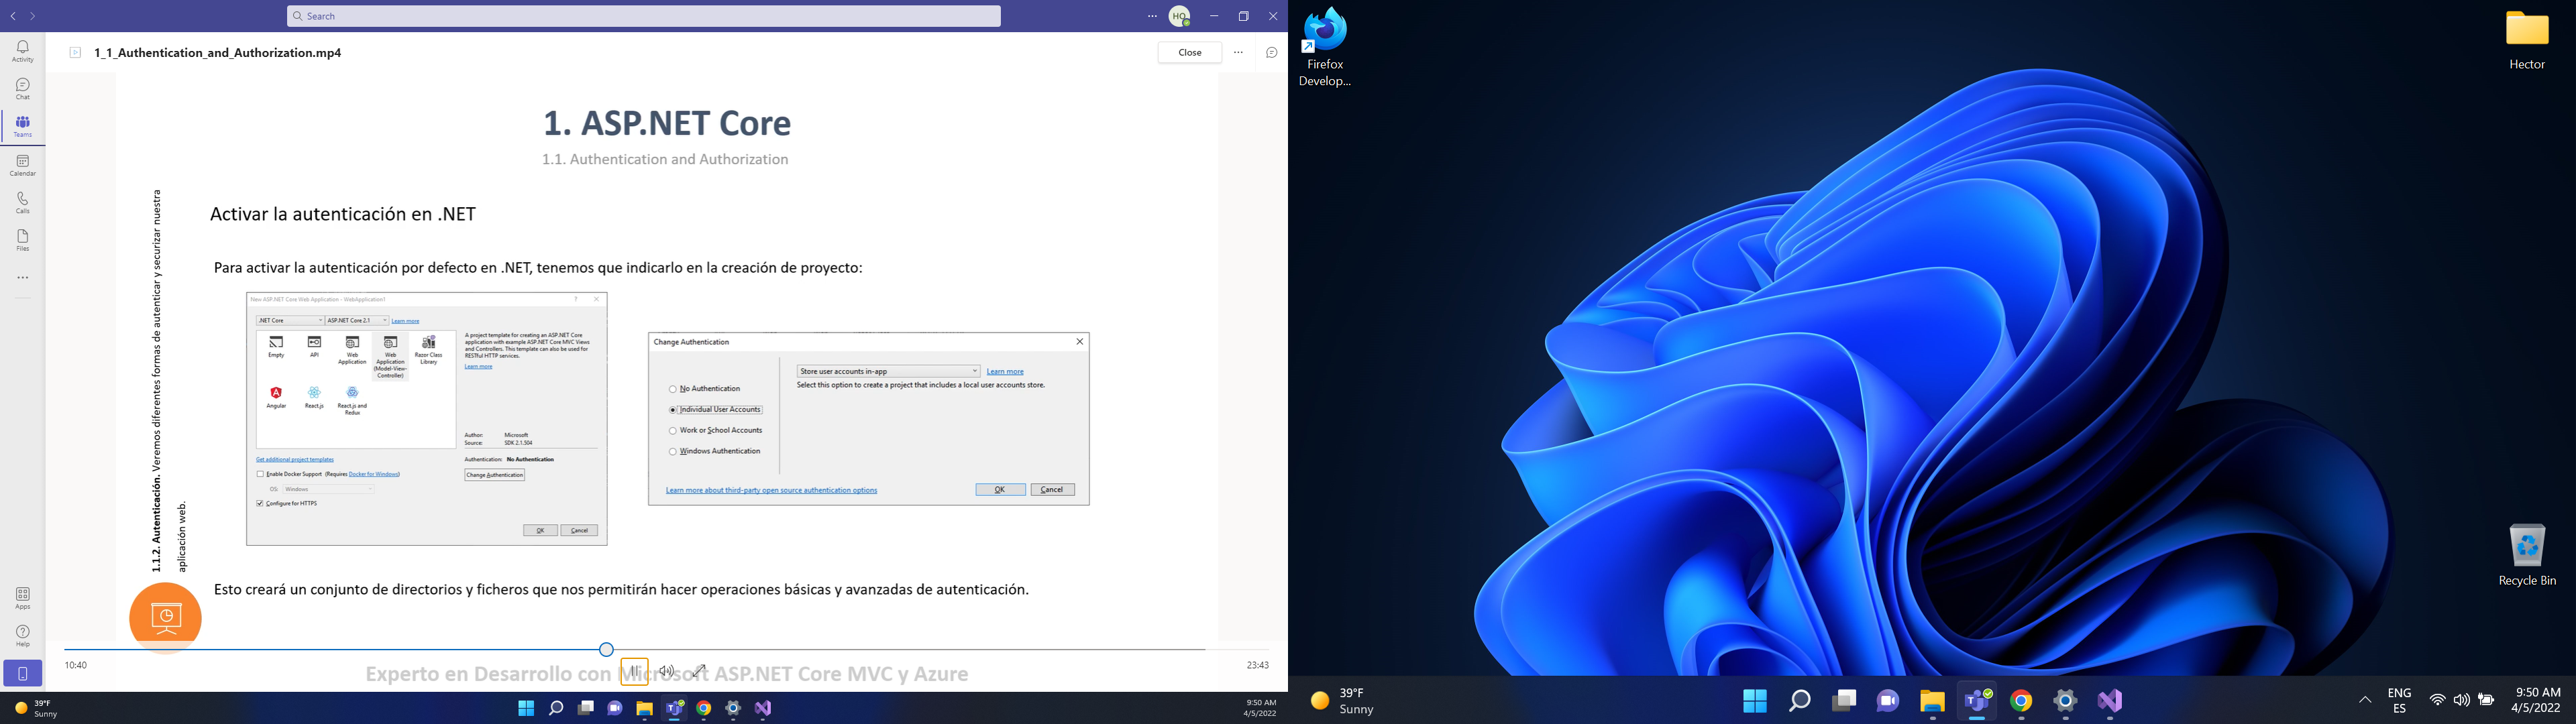 Search
HQ
Activity
Chat
Teams
Calendar
Calls
Files
Apps
Help
1_1_Authentication_and_Authorization.mp4
Close
1. ASP.NET Core
1.1. Authentication and Authorization
1.1.2. Autenticación. Veremos diferentes formas de autenticar y securizar nuestra
aplicación web.
Activar la autenticación en .NET
Para activar la autenticación por defecto en .NET, tenemos que indicarlo en la creación de proyecto:
New ASP.NET Core Web Application - WebApplication1
.NET Core
ASP.NET Core 2.1
Learn more
Empty
API
Web
Application
Web
Application
(Model-View-
Controller)
Razor Class
Library
Angular
React.js
React.js and
Redux
A project template for creating an ASP.NET Core
application with example ASP.NET Core MVC Views
and Controllers. This template can also be used for
RESTful HTTP services.
Learn more
Author: Microsoft
Source: SDK 2.1.504
Get additional project templates
Authentication: No Authentication
Enable Docker Support (Requires Docker for Windows)
Change Authentication
OS: Windows
Configure for HTTPS
OK
Cancel
Change Authentication
No Authentication
Individual User Accounts
Work or School Accounts
Windows Authentication
Store user accounts in-app
Learn more
Select this option to create a project that includes a local user accounts store.
Learn more about third-party open source authentication options
OK
Cancel
Esto creará un conjunto de directorios y ficheros que nos permitirán hacer operaciones básicas y avanzadas de autenticación.
10:40
23:43
Experto en Desarrollo con Microsoft ASP.NET Core MVC y Azure
39°F
Sunny
9:50 AM
4/5/2022
Firefox
Develop...
Hector
Recycle Bin
39°F
Sunny
ENG
ES
9:50 AM
4/5/2022